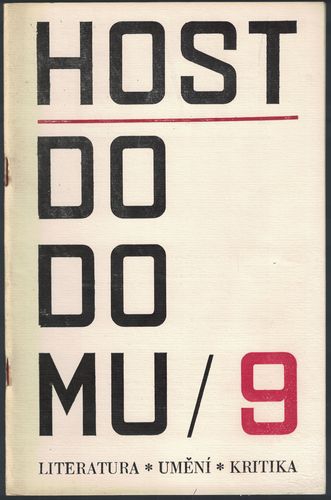 HOST
DO
DO
MU / 9
LITERATURA * UMĚNÍ * KRITIKA